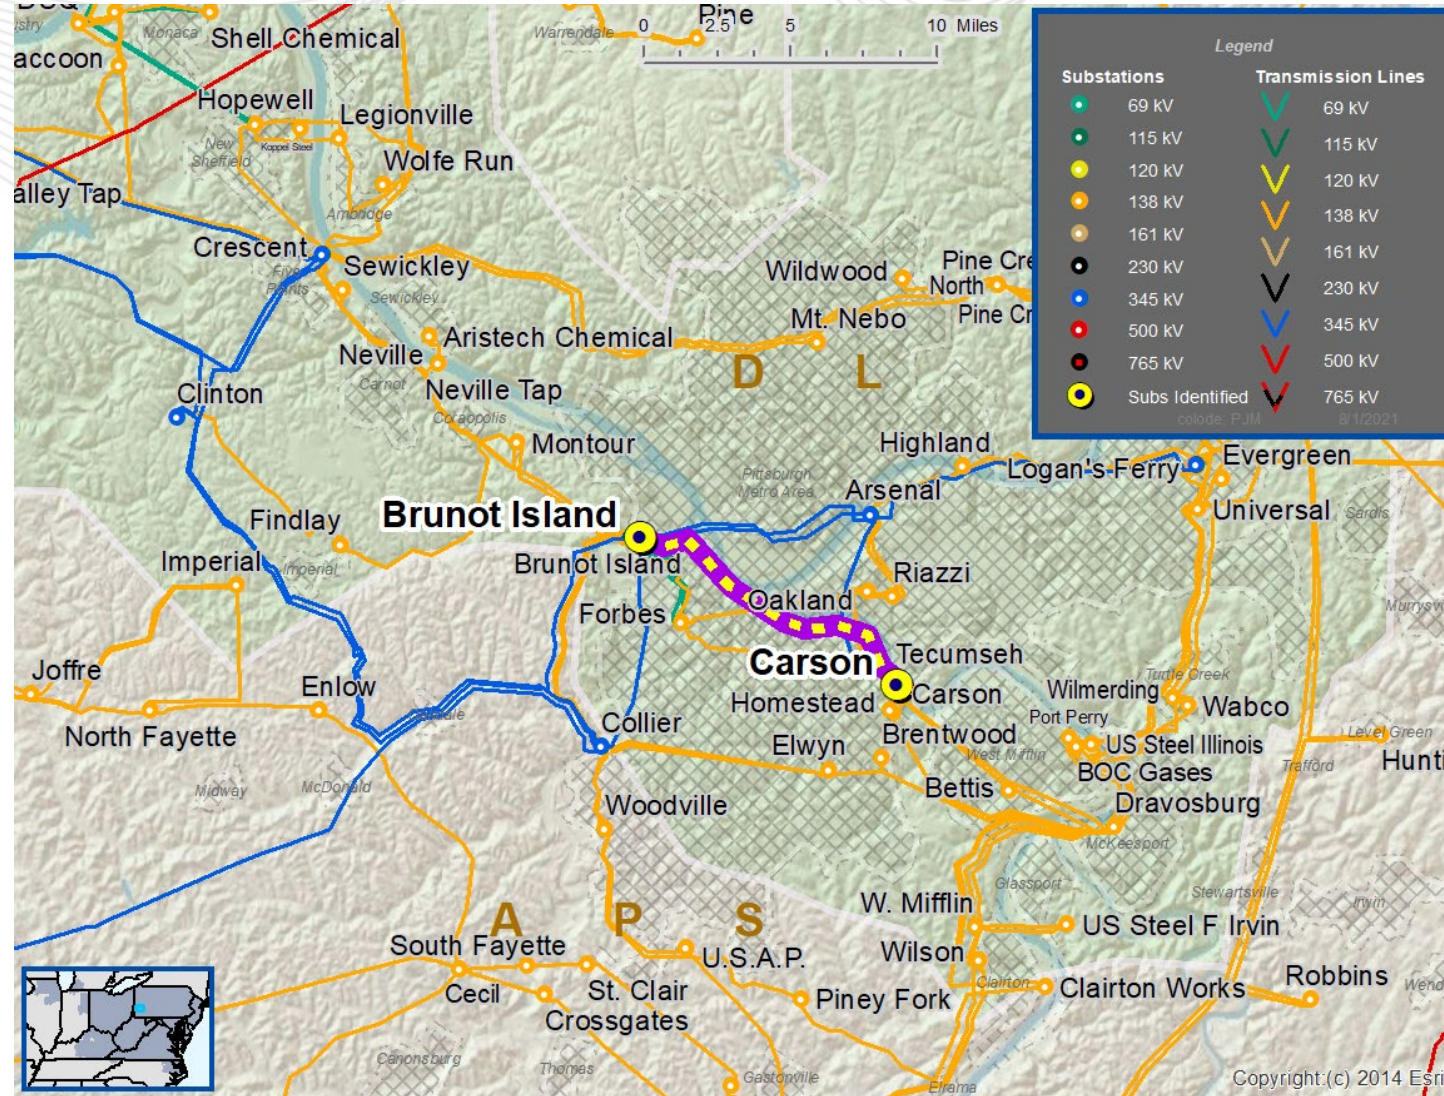 Pine
Warrendale
Monaca
Shell Chemical
accoon
0 2.5 5 10 Miles
Hopewell
Legionville
New
Sheffield
Koppel Steel
Wolfe Run
alley Tap
Ambridge
Crescent
Sewickley
Five
Points
Sewickley
Wildwood
Pine Cre
North
Pine Cr
Mt. Nebo
Aristech Chemical
Neville
Carnot
Neville Tap
D L
Clinton
Coraopolis
Montour
Highland
Logan's Ferry
Evergreen
Pittsburgh
Metro Area
Arsenal
Universal
Sardis
Brunot Island
Findlay
Brunot Island
Imperial
Imperial
Riazzi
Oakland
Forbes
Murrysv
Joffre
Carson
Tecumseh
Turtle Creek
Enlow
Carson
Homestead
Wilmerding
Wabco
Port Perry
North Fayette
Oakdale
Collier
Elwyn
Brentwood
West Mifflin
US Steel Illinois
Level Green
BOC Gases
Trafford
Hunti
Midway
McDonald
Bettis
Woodville
Dravosburg
McKeesport
Glassport
Stewartsville
Irwin
W. Mifflin
A P S
US Steel F Irvin
South Fayette
U.S.A.P.
Wilson
Clairton
Cecil
St. Clair
Crossgates
Piney Fork
Clairton Works
Robbins
Wend
Canonsburg
Thomas
Gastonville
Elrama
Copyright:(c) 2014 Esri
Legend
Substations Transmission Lines
69 kV 69 kV
115 kV 115 kV
120 kV 120 kV
138 kV 138 kV
161 kV 161 kV
230 kV 230 kV
345 kV 345 kV
500 kV 500 kV
765 kV 765 kV
Subs Identified
colode: PJM 8/1/2021